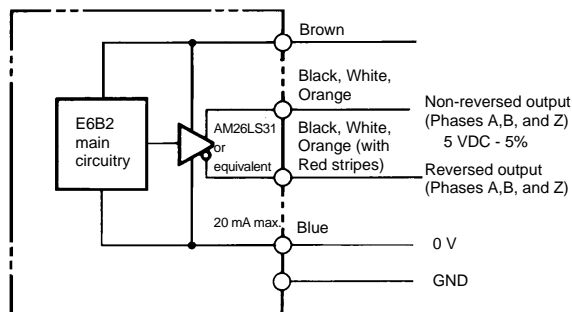 Brown
Black, White,
Orange
Non-reversed output
(Phases A,B, and Z)
5 VDC - 5%
E6B2
main
circuitry
AM26LS31
or
equivalent
Black, White,
Orange (with
Red stripes)
Reversed output
(Phases A,B, and Z)
20 mA max.
Blue
0 V
GND